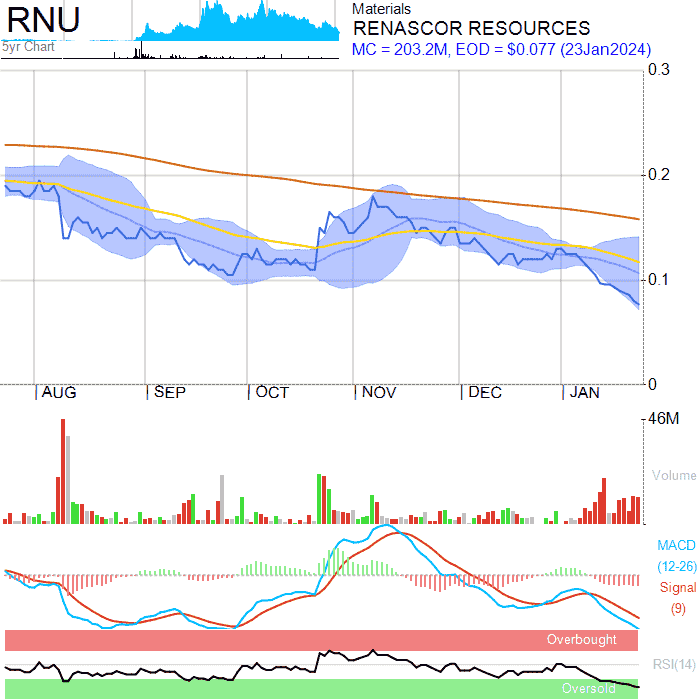 RNU
5yr Chart
Materials
RENASCOR RESOURCES
MC = 203.2M, EOD = $0.077 (23Jan2024)
0.3
0.2
0.1
0
AUG SEP OCT NOV DEC JAN
46M
Volume
MACD
(12-26)
Signal
(9)
Overbought
RSI(14)
Oversold